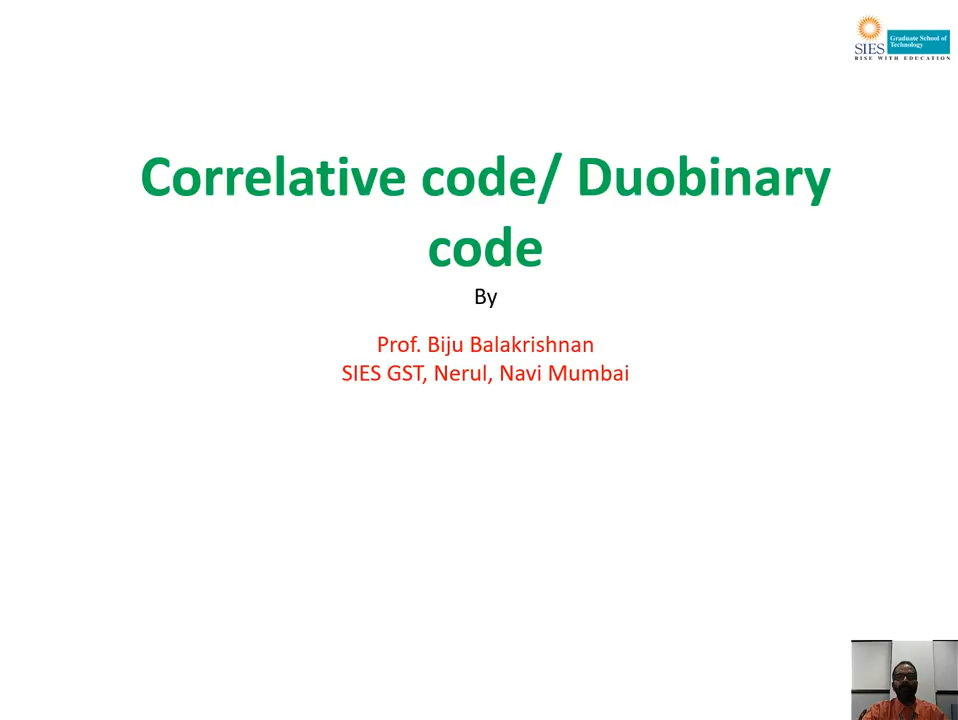 SIES
Graduate School of
Technology
RISE WITH EDUCATION
Correlative code/ Duobinary
code
By
Prof. Biju Balakrishnan
SIES GST, Nerul, Navi Mumbai